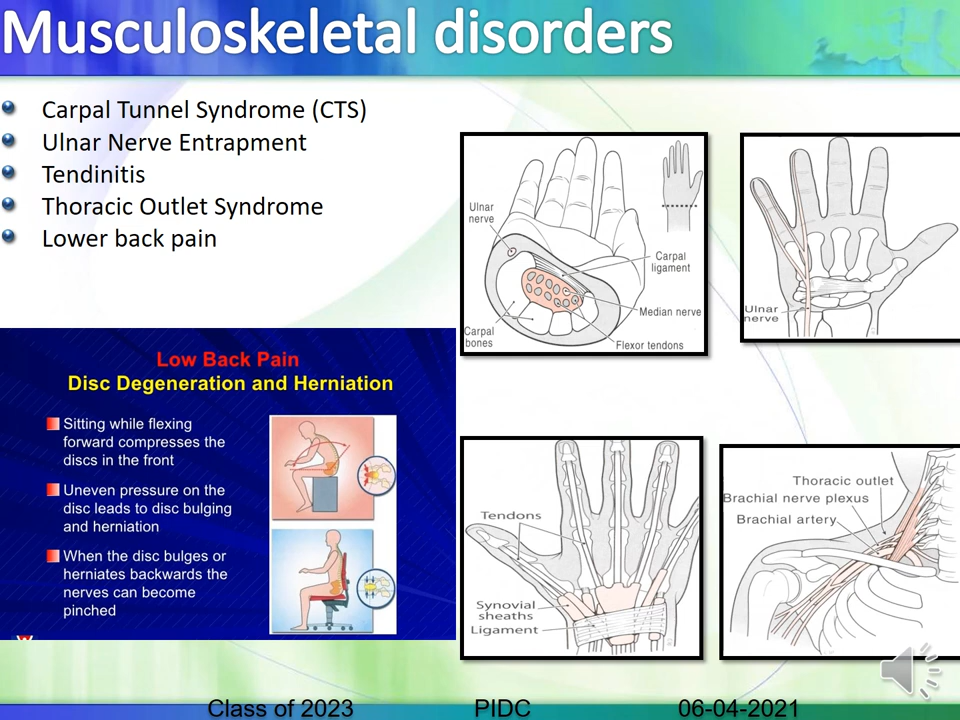 Musculoskeletal disorders
Carpal Tunnel Syndrome (CTS)
Ulnar Nerve Entrapment
Tendinitis
Thoracic Outlet Syndrome
Lower back pain
Low Back Pain
Disc Degeneration and Herniation
Sitting while flexing
forward compresses the
discs in the front
Uneven pressure on the
disc leads to disc bulging
and herniation
When the disc bulges or
herniates backwards the
nerves can become
pinched
W
Ulnar
nerve
Carpal
ligament
Median nerve
Carpal
bones
Flexor tendons
Ulnar
nerve
Tendons
Synovial
sheaths
Ligament
Thoracic outlet
Brachial nerve plexus
Brachial artery
Class of 2023 PIDC 06-04-2021